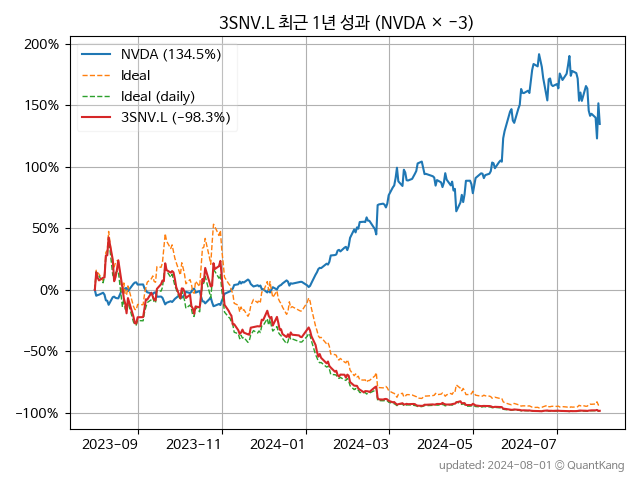 3SNV.L 최근 1년 성과 (NVDA × −3)
NVDA (134.5%)
Ideal
Ideal (daily)
3SNV.L (−98.3%)
200%
150%
100%
50%
0%
−50%
−100%
2023-09
2023-11
2024-01
2024-03
2024-05
2024-07
updated: 2024-08-01 © QuantKang